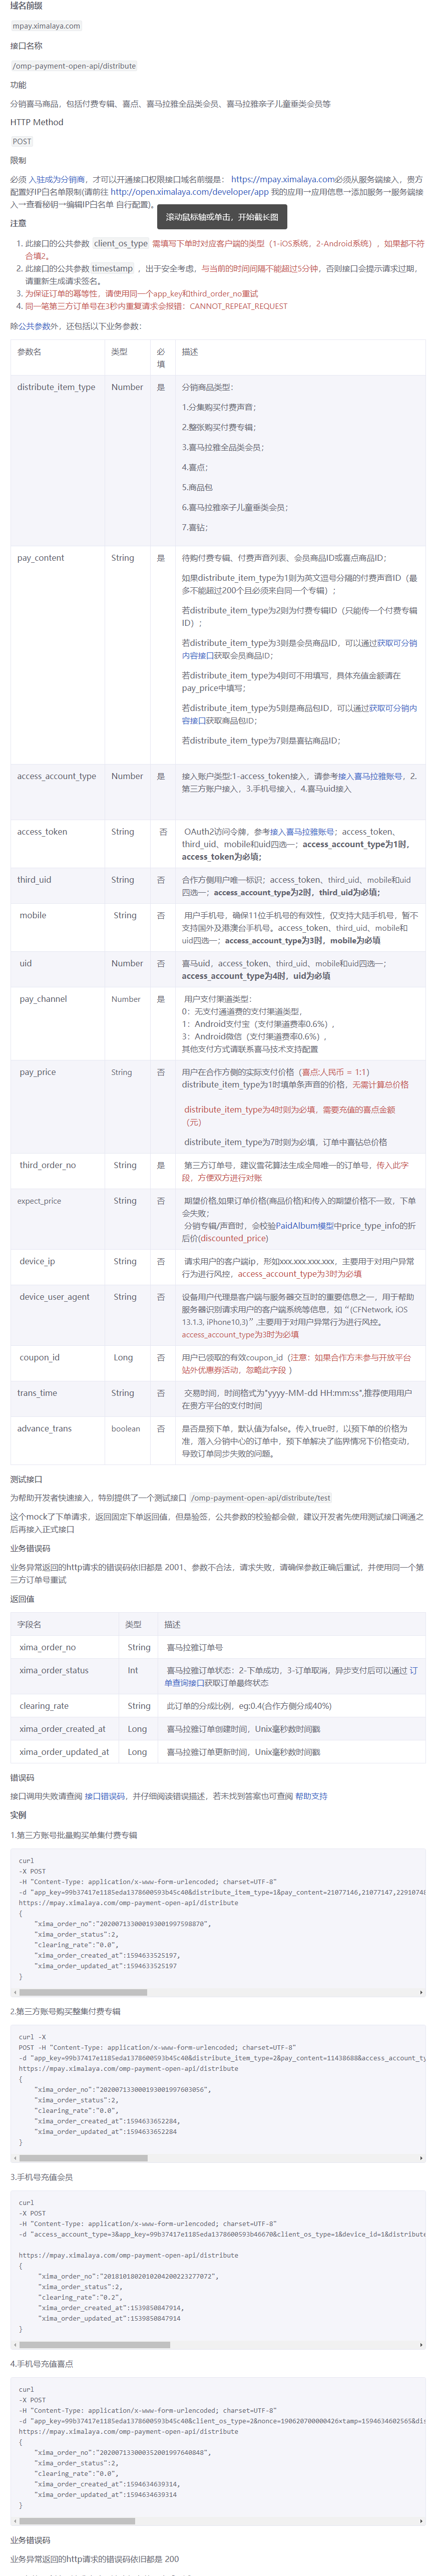 域名前缀
mpay.ximalaya.com
接口名称
/omp-payment-open-api/distribute
功能
分销喜马商品，包括付费专辑、喜点、喜马拉雅全品类会员、喜马拉雅亲子儿童垂类会员等
HTTP Method
POST
限制
必须 入驻成为分销商，才可以开通接口权限接口域名前缀是： https://mpay.ximalaya.com必须从服务端接入，贵方
配置好IP白名单限制(请前往 http://open.ximalaya.com/developer/app 我的应用→应用信息→添加服务→服务端接
入→查看秘钥→编辑IP白名单 自行配置)。
滚动鼠标轴或单击，开始截长图
注意
1. 此接口的公共参数 client_os_type 需填写下单时对应客户端的类型（1-iOS系统，2-Android系统），如果都不符
合填2。
2. 此接口的公共参数 timestamp ，出于安全考虑，与当前的时间间隔不能超过5分钟，否则接口会提示请求过期，
请重新生成请求签名。
3. 为保证订单的幂等性，请使用同一个app_key和third_order_no重试
4. 同一笔第三方订单号在3秒内重复请求会报错：CANNOT_REPEAT_REQUEST
除公共参数外，还包括以下业务参数：
参数名 类型 必填 描述
distribute_item_type Number 是 分销商品类型：
1.分集购买付费声音；
2.整张购买付费专辑；
3.喜马拉雅全品类会员；
4.喜点；
5.商品包
6.喜马拉雅亲子儿童垂类会员；
7.喜钻；
pay_content String 是 待购付费专辑、付费声音列表、会员商品ID或喜点商品ID；
如果distribute_item_type为1则为英文逗号分隔的付费声音ID（最
多不能超过200个且必须来自同一个专辑）；
若distribute_item_type为2则为付费专辑ID（只能传一个付费专辑
ID）；
若distribute_item_type为3则是会员商品ID，可以通过获取可分销
内容接口获取会员商品ID；
若distribute_item_type为4则可不用填写，具体充值金额请在
pay_price中填写；
若distribute_item_type为5则是商品包ID，可以通过获取可分销内
容接口获取商品包ID；
若distribute_item_type为7则是喜钻商品ID；
access_account_type Number 是 接入账户类型:1-access_token接入，请参考接入喜马拉雅账号，2.
第三方账户接入，3.手机号接入，4.喜马uid接入
access_token String 否 OAuth2访问令牌，参考接入喜马拉雅账号；access_token、
third_uid、mobile和uid四选一；access_account_type为1时，
access_token为必填；
third_uid String 否 合作方侧用户唯一标识；access_token、third_uid、mobile和uid
四选一；access_account_type为2时，third_uid为必填；
mobile String 否 用户手机号，确保11位手机号的有效性，仅支持大陆手机号，暂不
支持国外及港澳台手机号。access_token、third_uid、mobile和
uid四选一；access_account_type为3时，mobile为必填
uid Number 否 喜马uid，access_token、third_uid、mobile和uid四选一；
access_account_type为4时，uid为必填
pay_channel Number 是 用户支付渠道类型：
0：无支付通道费的支付渠道类型，
1：Android支付宝（支付渠道费率0.6%），
3：Android微信（支付渠道费率0.6%），
其他支付方式请联系喜马技术支持配置
pay_price String 否 用户在合作方侧的实际支付价格（喜点:人民币 = 1:1）
distribute_item_type为1时填单条声音的价格，无需计算总价格
distribute_item_type为4时则为必填，需要充值的喜点金额
（元）
distribute_item_type为7时则为必填，订单中喜钻总价格
third_order_no String 是 第三方订单号，建议雪花算法生成全局唯一的订单号，传入此字
段，方便双方进行对账
expect_price String 否 期望价格,如果订单价格(商品价格)和传入的期望价格不一致，下单
会失败；
分销专辑/声音时，会校验PaidAlbum模型中price_type_info的折
后价(discounted_price)
device_ip String 否 请求用户的客户端ip，形如xxx.xxx.xxx.xxx，主要用于对用户异常
行为进行风控，access_account_type为3时为必填
device_user_agent String 否 设备用户代理是客户端与服务器交互时的重要信息之一，用于帮助
服务器识别请求用户的客户端系统等信息，如 “ (CFNetwork, iOS
13.1.3, iPhone10,3)” ,主要用于对用户异常行为进行风控。
access_account_type为3时为必填
coupon_id Long 否 用户已领取的有效coupon_id（注意：如果合作方未参与开放平台
站外优惠券活动，忽略此字段 ）
trans_time String 否 交易时间，时间格式为"yyyy-MM-dd HH:mm:ss",推荐使用用户
在贵方平台的支付时间
advance_trans boolean 否 是否是预下单，默认值为false。传入true时，以预下单的价格为
准，落入分销中心的订单中，预下单解决了临界情况下价格变动，
导致订单同步失败的问题。
测试接口
为帮助开发者快速接入，特别提供了一个测试接口 /omp-payment-open-api/distribute/test
这个mock了下单请求，返回固定下单返回值，但是验签，公共参数的校验都会做，建议开发者先使用测试接口调通之
后再接入正式接口
业务错误码
业务异常返回的http请求的错误码依旧都是 2001，参数不合法，请求失败，请确保参数正确后重试，并使用同一个第
三方订单号重试
返回值
字段名 类型 描述
xima_order_no String 喜马拉雅订单号
xima_order_status Int 喜马拉雅订单状态：2-下单成功，3-订单取消，异步支付后可以通过 订
单查询接口获取订单最终状态
clearing_rate String 此订单的分成比例，eg:0.4(合作方侧分成40%)
xima_order_created_at Long 喜马拉雅订单创建时间，Unix毫秒数时间戳
xima_order_updated_at Long 喜马拉雅订单更新时间，Unix毫秒数时间戳
错误码
接口调用失败请查阅 接口错误码，并仔细阅读错误描述，若未找到答案也可查阅 帮助支持
实例
1.第三方账号批量购买单集付费专辑
curl
-X POST
-H "Content-Type: application/x-www-form-urlencoded; charset=UTF-8"
-d "app_key=99b37417e1185eda1378600593b45c40&distribute_item_type=1&pay_content=21077146,21077147,2291074
https://mpay.ximalaya.com/omp-payment-open-api/distribute
{
"xima_order_no":"20200713300019300199759887​0",
"xima_order_status":2,
"clearing_rate":"0.0",
"xima_order_created_at":1594633525197,
"xima_order_updated_at":1594633525197
}
2.第三方账号购买整集付费专辑
curl -X
POST -H "Content-Type: application/x-www-form-urlencoded; charset=UTF-8"
-d "app_key=99b37417e1185eda1378600593b45c40&distribute_item_type=2&pay_content=11438688&access_account_ty
https://mpay.ximalaya.com/omp-payment-open-api/distribute
{
"xima_order_no":"202007133000193001997603056",
"xima_order_status":2,
"clearing_rate":"0.0",
"xima_order_created_at":1594633652284,
"xima_order_updated_at":1594633652284
}
3.手机号充值会员
curl
-X POST
-H "Content-Type: application/x-www-form-urlencoded; charset=UTF-8"
-d "access_account_type=3&app_key=99b37417e1185eda1378600593b46670&client_os_type=1&device_id=1&distribute
https://mpay.ximalaya.com/omp-payment-open-api/distribute
{
"xima_order_no":"2018101802010420022327​7072",
"xima_order_status":2,
"clearing_rate":"0.2",
"xima_order_created_at":1539850847914,
"xima_order_updated_at":1539850847914
}
4.手机号充值喜点
curl
-X POST
-H "Content-Type: application/x-www-form-urlencoded; charset=UTF-8"
-d "app_key=99b37417e1185eda1378600593b45c40&client_os_type=2&nonce=190620700000426×tamp=1594634602565&dis
https://mpay.ximalaya.com/omp-payment-open-api/distribute
{
"xima_order_no":"202007133000352001997640848",
"xima_order_status":2,
"clearing_rate":"0.0",
"xima_order_created_at":1594634639314,
"xima_order_updated_at":1594634639314
}
业务错误码
业务异常返回的http请求的错误码依旧都是 200